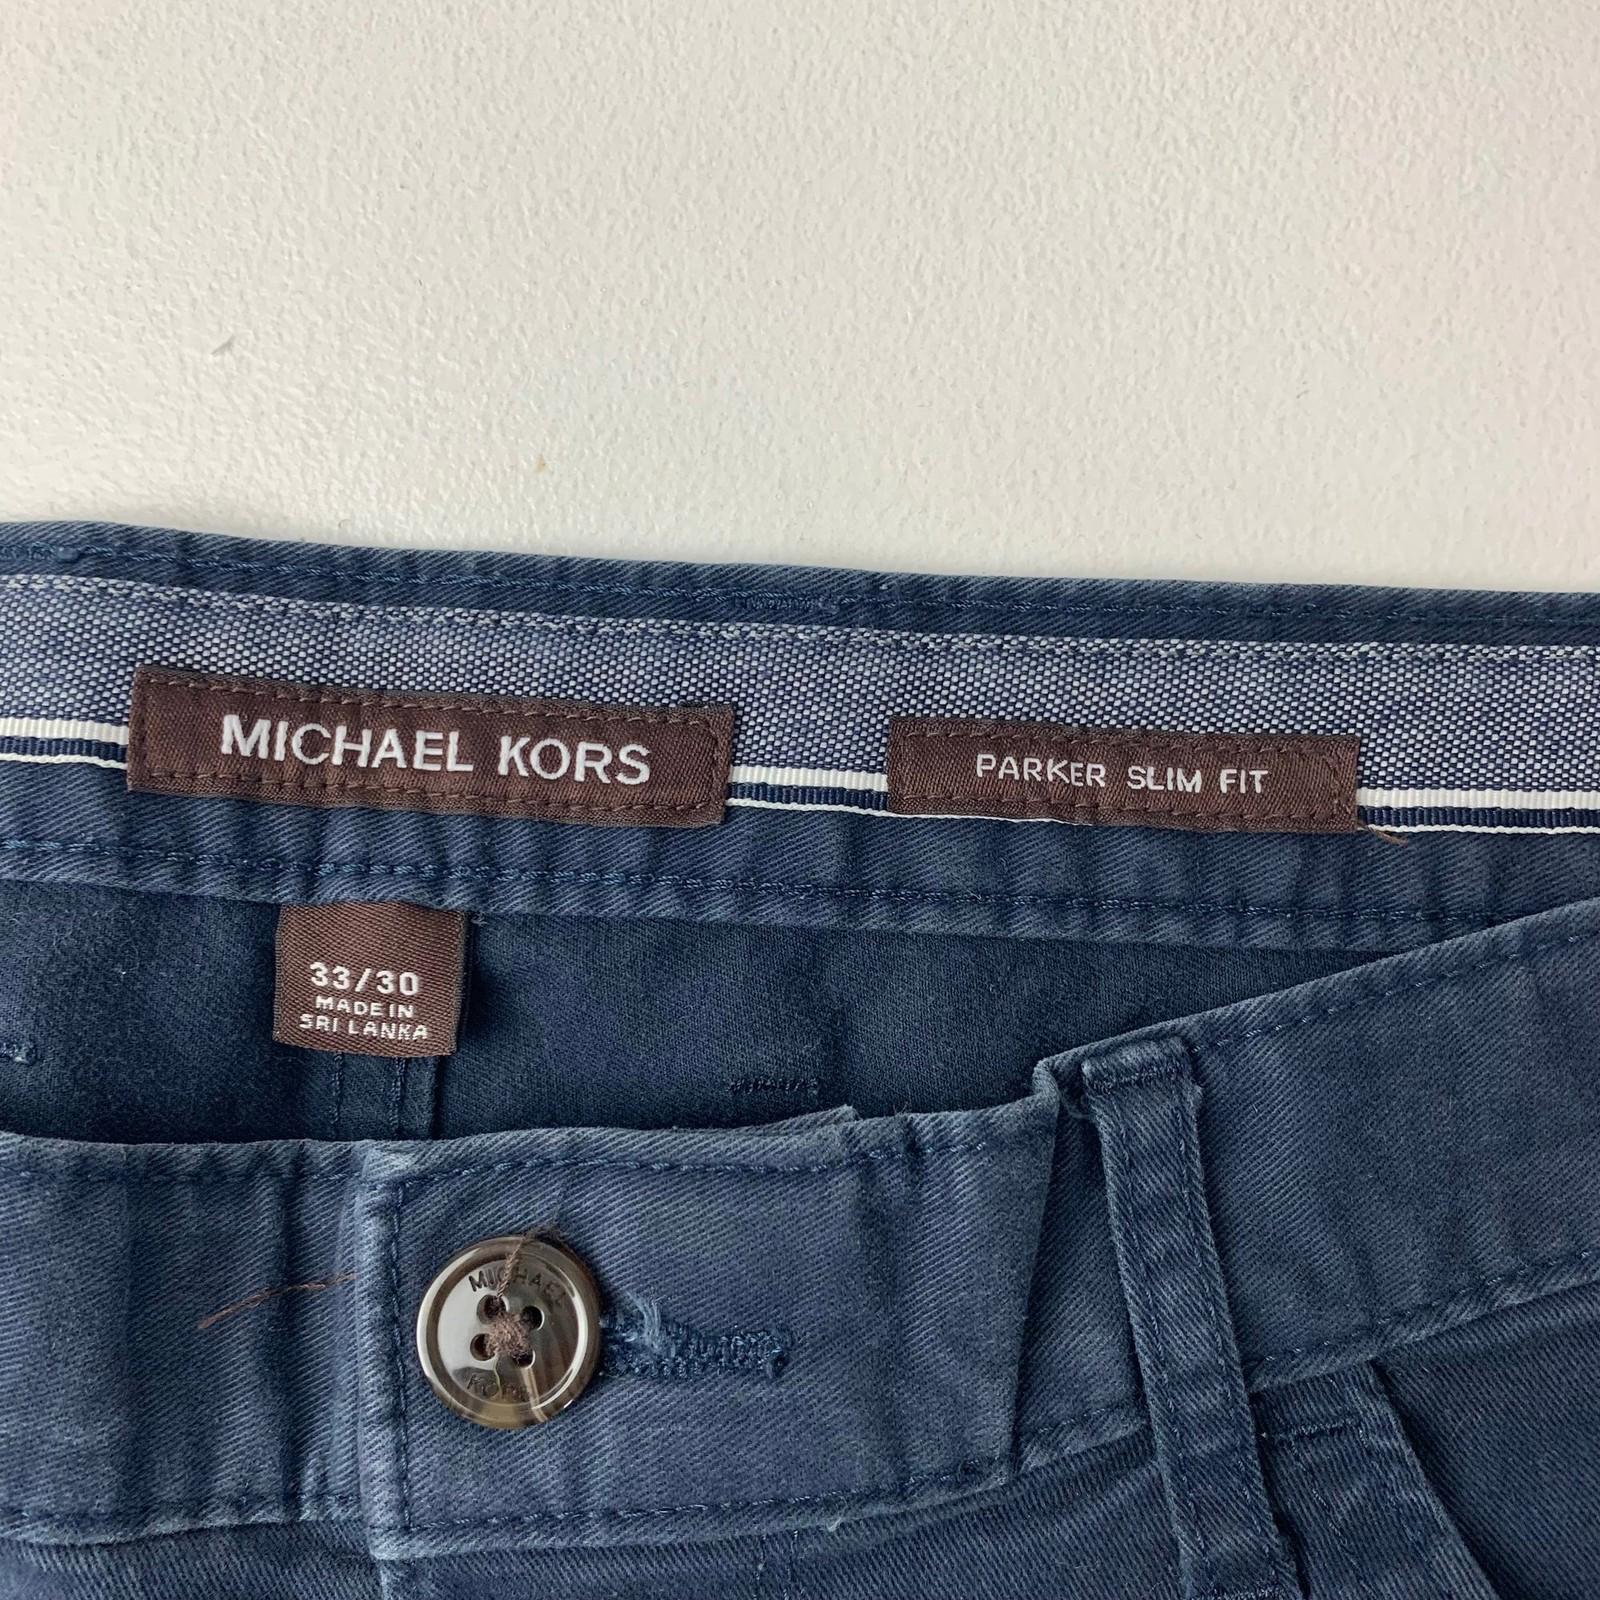 MICHAEL KORS
PARKER SLIM FIT
33/30
MADE IN
SRI LANKA
MICHAEL
KORS